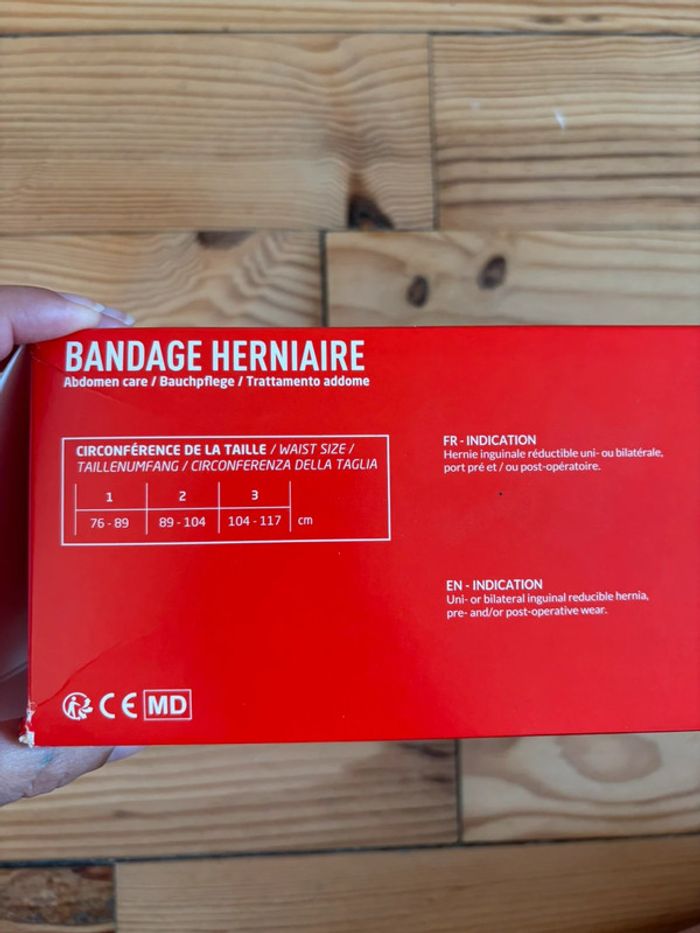 BANDAGE HERNIAIRE
Abdomen care / Bauchpflege / Trattamento addome
CIRCONFÉRENCE DE LA TAILLE / WAIST SIZE /
TAILLENUMFANG / CIRCONFERENZA DELLA TAGLIA
1 2 3
76 - 89 89 - 104 104 - 117 cm
FR - INDICATION
Hernie inguinale réductible uni- ou bilatérale,
port pré et / ou post-opératoire.
EN - INDICATION
Uni- or bilateral inguinal reducible hernia,
pre- and/or post-operative wear.
CE MD